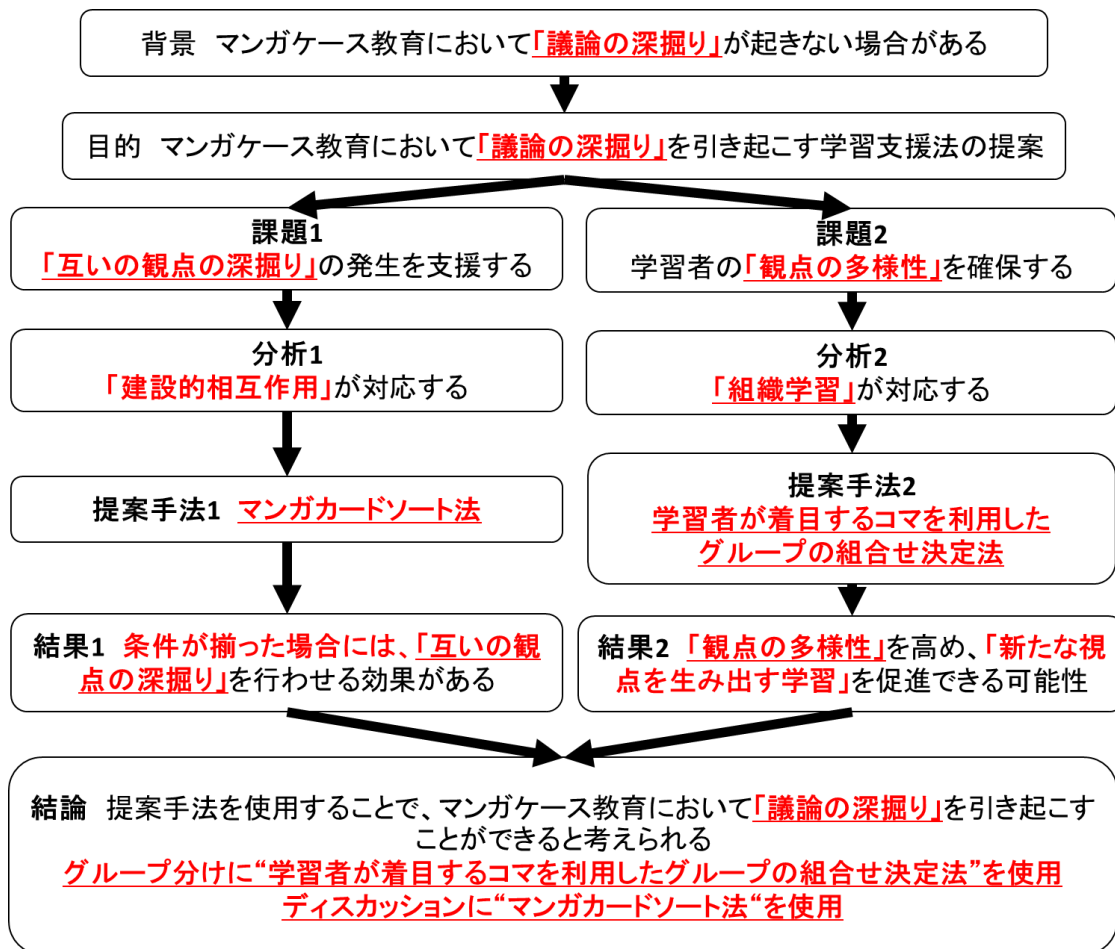 背景　マンガケース教育において「議論の深掘り」が起きない場合がある
目的　マンガケース教育において「議論の深掘り」を引き起こす学習支援法の提案
課題1
「互いの観点の深掘り」の発生を支援する
課題2
学習者の「観点の多様性」を確保する
分析1
「建設的相互作用」が対応する
分析2
「組織学習」が対応する
提案手法1　マンガカードソート法
提案手法2
学習者が着目するコマを利用した
グループの組合せ決定法
結果1　条件が揃った場合には、「互いの観
点の深掘り」を行わせる効果がある
結果2　「観点の多様性」を高め、「新たな視
点を生み出す学習」を促進できる可能性
結論　提案手法を使用することで、マンガケース教育において「議論の深掘り」を引き起こす
ことができると考えられる
グループ分けに“学習者が着目するコマを利用したグループの組合せ決定法”を使用
ディスカッションに“マンガカードソート法“を使用